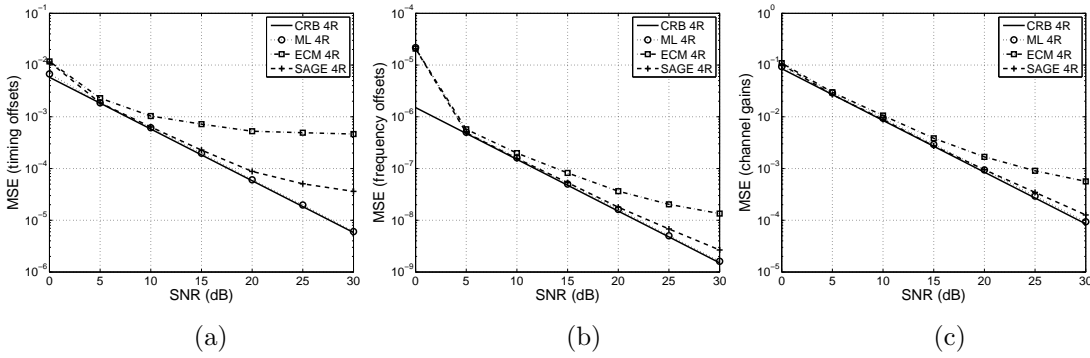 10⁻¹
10⁻²
10⁻³
10⁻⁴
10⁻⁵
10⁻⁶
MSE (timing offsets)
0 5 10 15 20 25 30
SNR (dB)
CRB 4R
ML 4R
ECM 4R
SAGE 4R
(a)
10⁻⁴
10⁻⁵
10⁻⁶
10⁻⁷
10⁻⁸
10⁻⁹
MSE (frequency offsets)
0 5 10 15 20 25 30
SNR (dB)
CRB 4R
ML 4R
ECM 4R
SAGE 4R
(b)
10⁰
10⁻¹
10⁻²
10⁻³
10⁻⁴
10⁻⁵
MSE (channel gains)
0 5 10 15 20 25 30
SNR (dB)
CRB 4R
ML 4R
ECM 4R
SAGE 4R
(c)